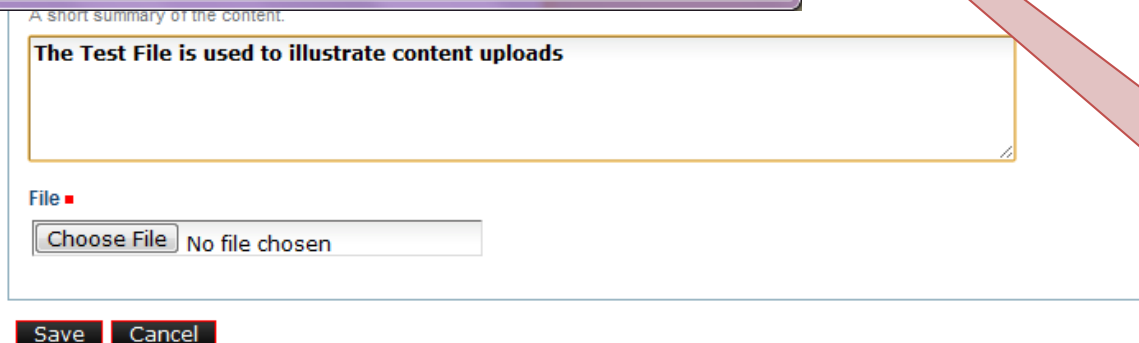 A short summary of the content.
The Test File is used to illustrate content uploads
File
Choose File No file chosen
Save Cancel